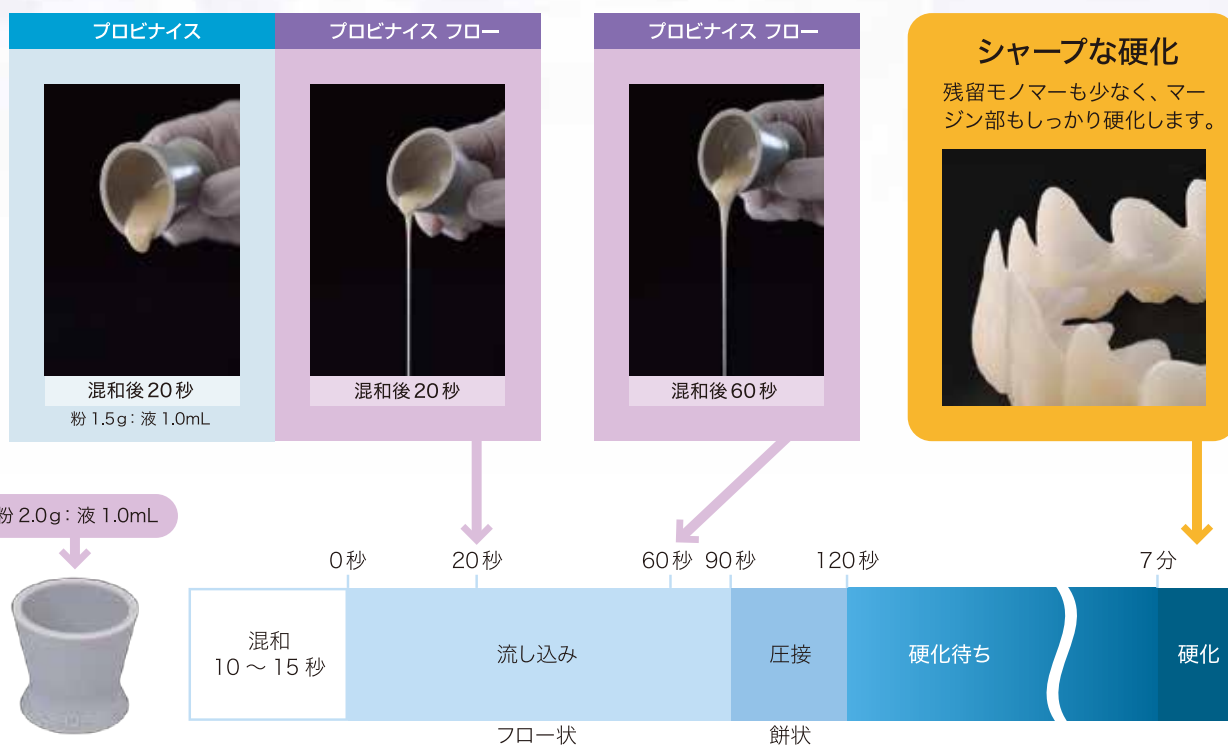 プロビナイス
プロビナイス フロー
プロビナイス フロー
混和後20秒
粉 1.5g：液 1.0mL
混和後20秒
混和後60秒
シャープな硬化
残留モノマーも少なく、マー
ジン部もしっかり硬化します。
粉 2.0g：液 1.0mL
0秒
20秒
60秒
90秒
120秒
7分
混和
10～15秒
流し込み
圧接
硬化待ち
硬化
フロー状
餅状